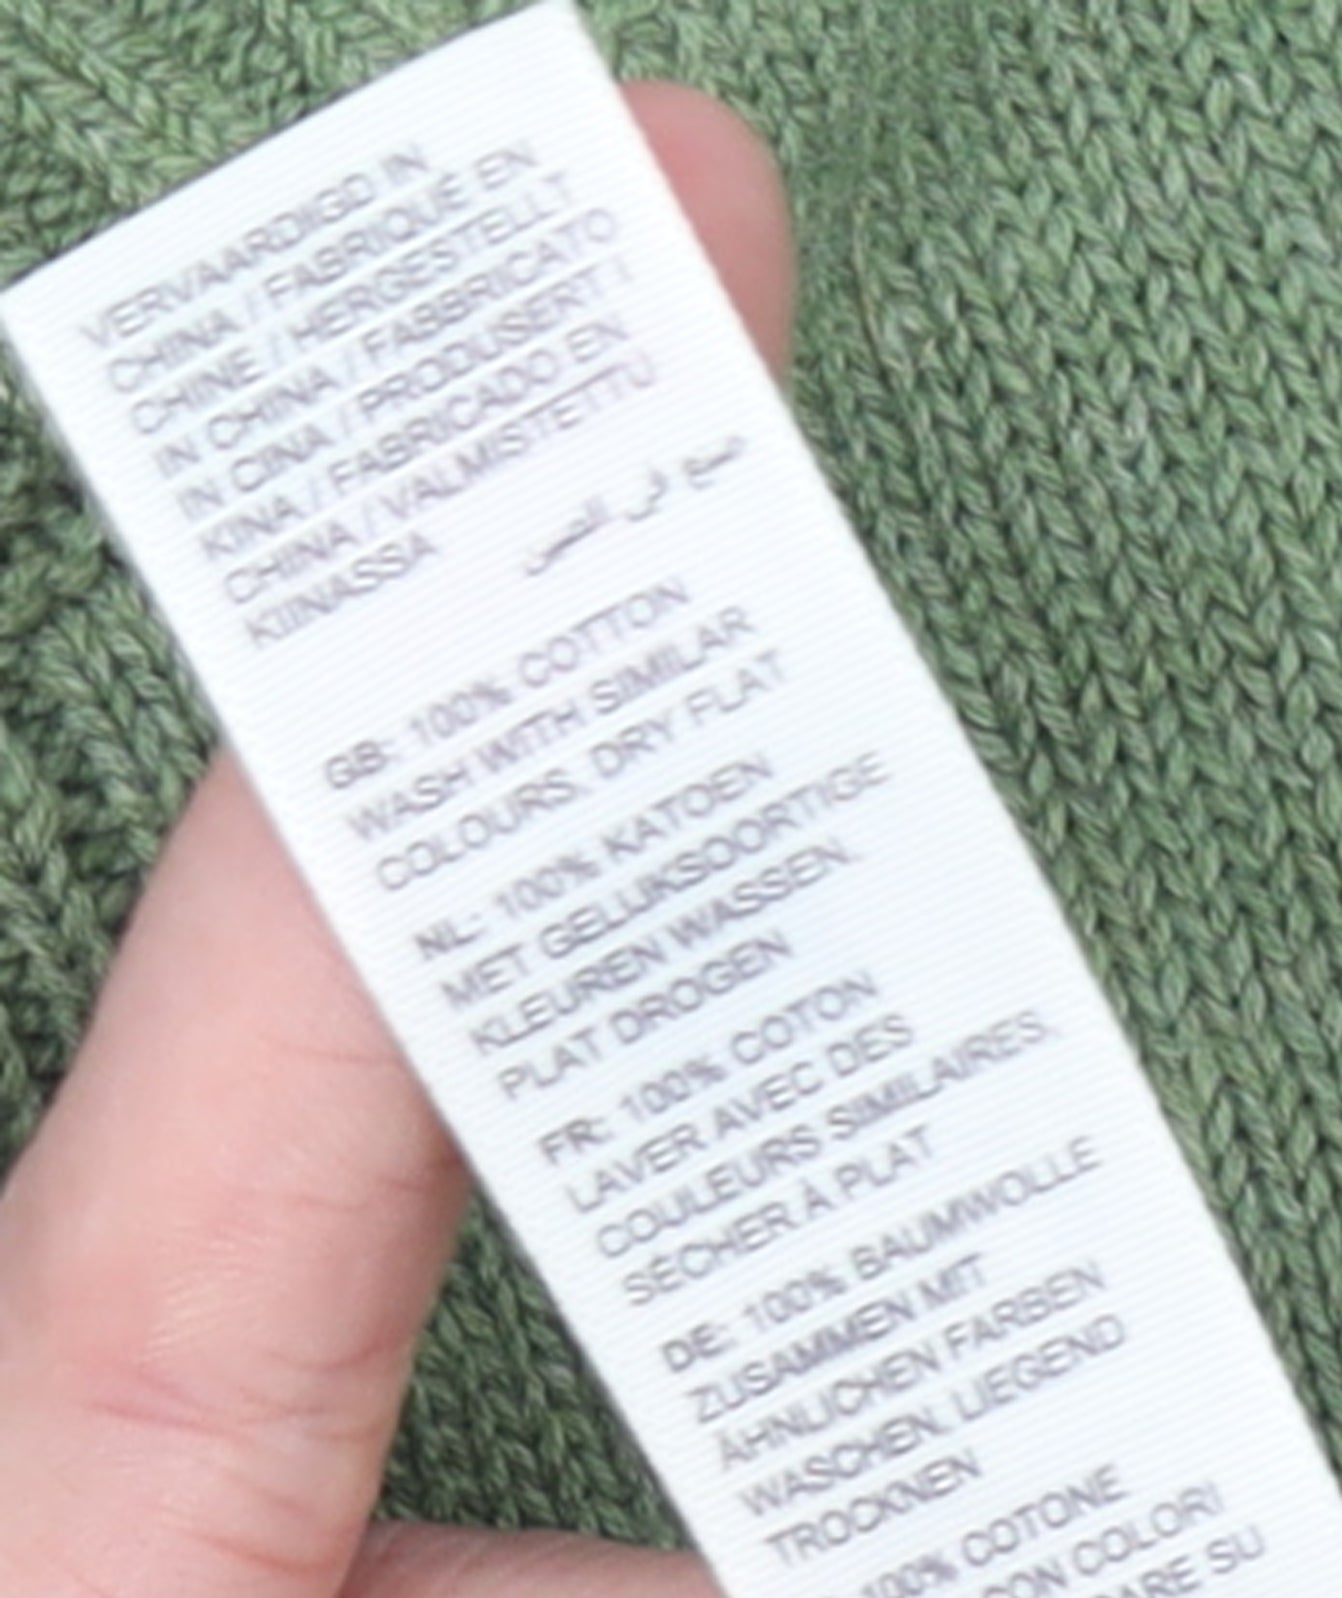 VERVAARDIGD IN
CHINA / FABRIQUÉ EN
CHINE / HERGESTELLT
IN CHINA / FABBRICATO
IN CINA / PRODUSERT I
KINA / FABRICADO EN
CHINA / VALMISTETTU
KIINASSA
صنع في الصين
GB: 100% COTTON
WASH WITH SIMILAR
COLOURS. DRY FLAT
NL: 100% KATOEN
MET GELIJKSOORTIGE
KLEUREN WASSEN.
PLAT DROGEN
FR: 100% COTON
LAVER AVEC DES
COULEURS SIMILAIRES.
SÉCHER À PLAT
DE: 100% BAUMWOLLE
ZUSAMMEN MIT
ÄHNLICHEN FARBEN
WASCHEN. LIEGEND
TROCKNEN
100% COTONE
CON COLORI
SU